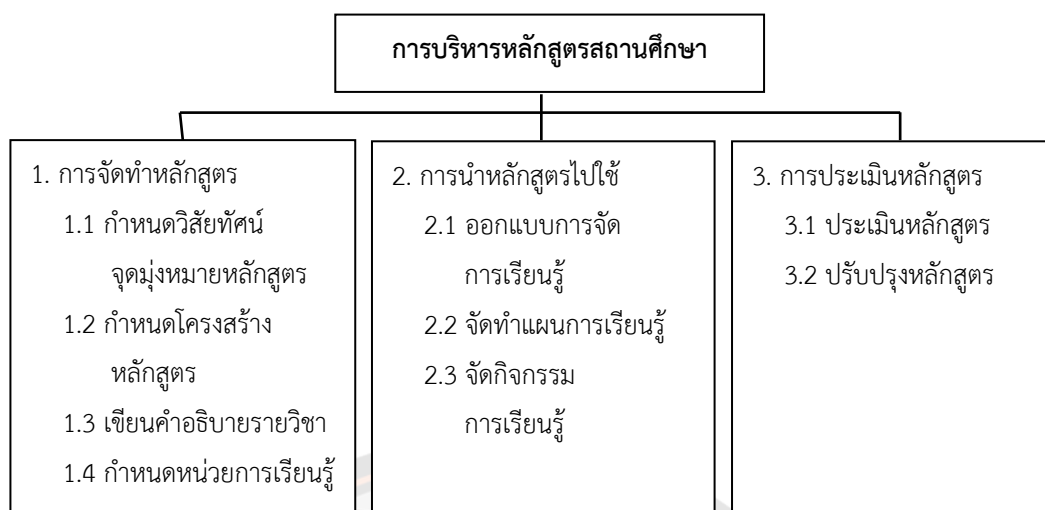 การบริหารหลักสูตรสถานศึกษา
1. การจัดทำหลักสูตร
1.1 กำหนดวิสัยทัศน์
จุดมุ่งหมายหลักสูตร
1.2 กำหนดโครงสร้าง
หลักสูตร
1.3 เขียนคำอธิบายรายวิชา
1.4 กำหนดหน่วยการเรียนรู้
2. การนำหลักสูตรไปใช้
2.1 ออกแบบการจัด
การเรียนรู้
2.2 จัดทำแผนการเรียนรู้
2.3 จัดกิจกรรม
การเรียนรู้
3. การประเมินหลักสูตร
3.1 ประเมินหลักสูตร
3.2 ปรับปรุงหลักสูตร